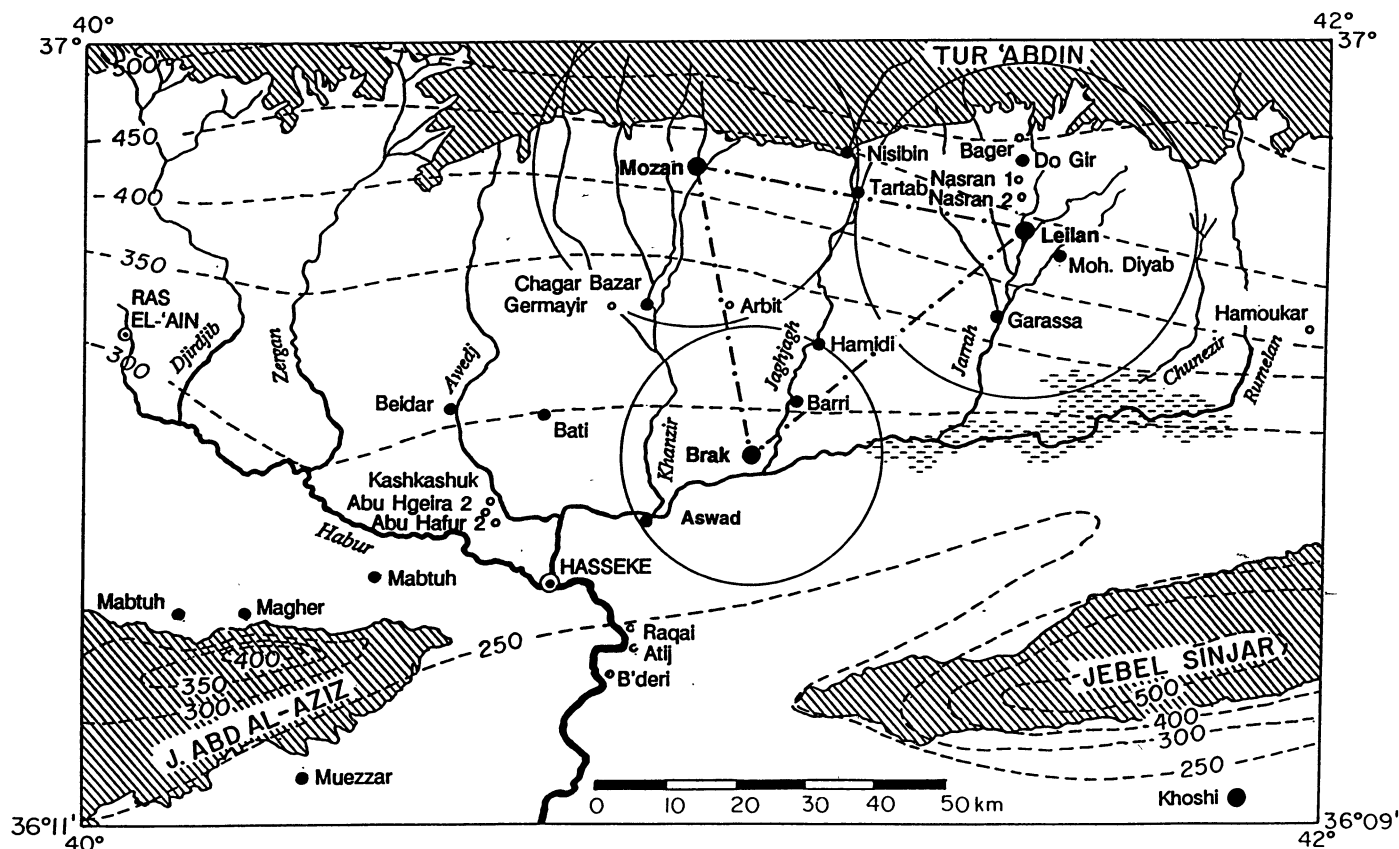 40°
42°
37°
37°
TUR 'ABDIN
500
450
Nisibin
Bager
Do Gir
Mozan
Nasran 1
Tartab
Nasran 2
400
Leilan
350
Moh. Diyab
Chagar Bazar
Germayir
Arbit
RAS
EL-'AIN
Garassa
Hamoukar
Djirdjib
Zergan
Awedj
Jaghjagh
Hamidi
Jarrah
Chunezir
Rumelan
300
Beidar
Bati
Barri
Khanzir
Brak
Kashkashuk
Abu Hgeira 2
Abu Hafur 2
Aswad
Habur
HASSEKE
Mabtuh
Mabtuh
Magher
250
Raqai
Atij
B'deri
400
350
300
J. ABD AL-AZIZ
JEBEL SINJAR
500
400
300
250
Muezzar
Khoshi
0 10 20 30 40 50 km
36°11'
36°09'
40°
42°